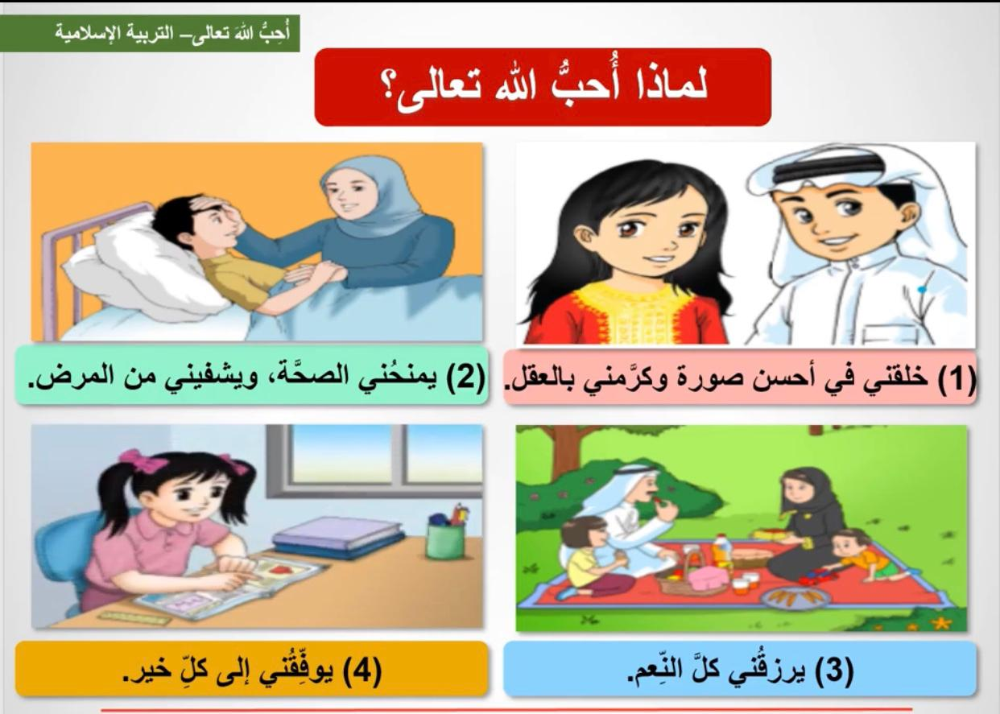 أُحِبُّ اللهَ تعالى– التربية الإسلامية
لماذا أُحبُّ الله تعالى؟
(1) خلقتني في أحسن صورة وكرَّمني بالعقل.
(2) يمنحُني الصحَّة، ويشفيني من المرض.
(3) يرزقُني كلَّ النِّعم.
(4) يوفِّقُني إلى كلِّ خير.